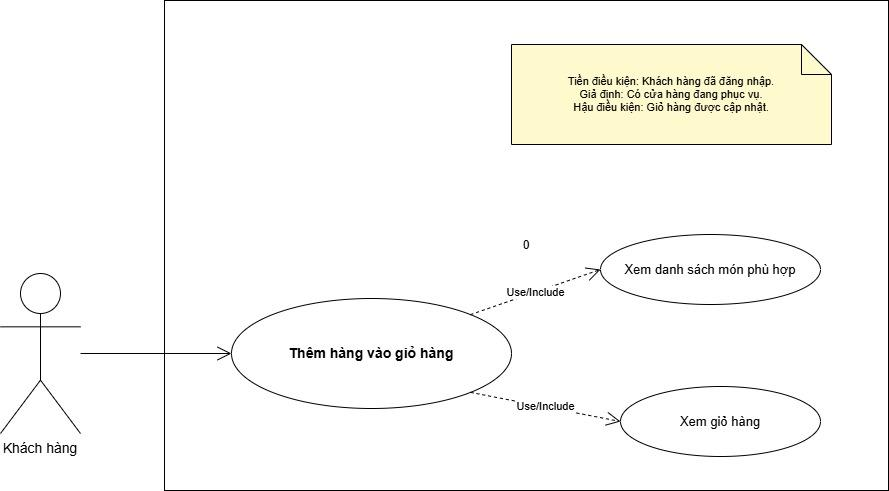 Tiền điều kiện: Khách hàng đã đăng nhập.
Giả định: Có cửa hàng đang phục vụ.
Hậu điều kiện: Giỏ hàng được cập nhật.
0
Xem danh sách món phù hợp
Use/Include
Thêm hàng vào giỏ hàng
Use/Include
Xem giỏ hàng
Khách hàng